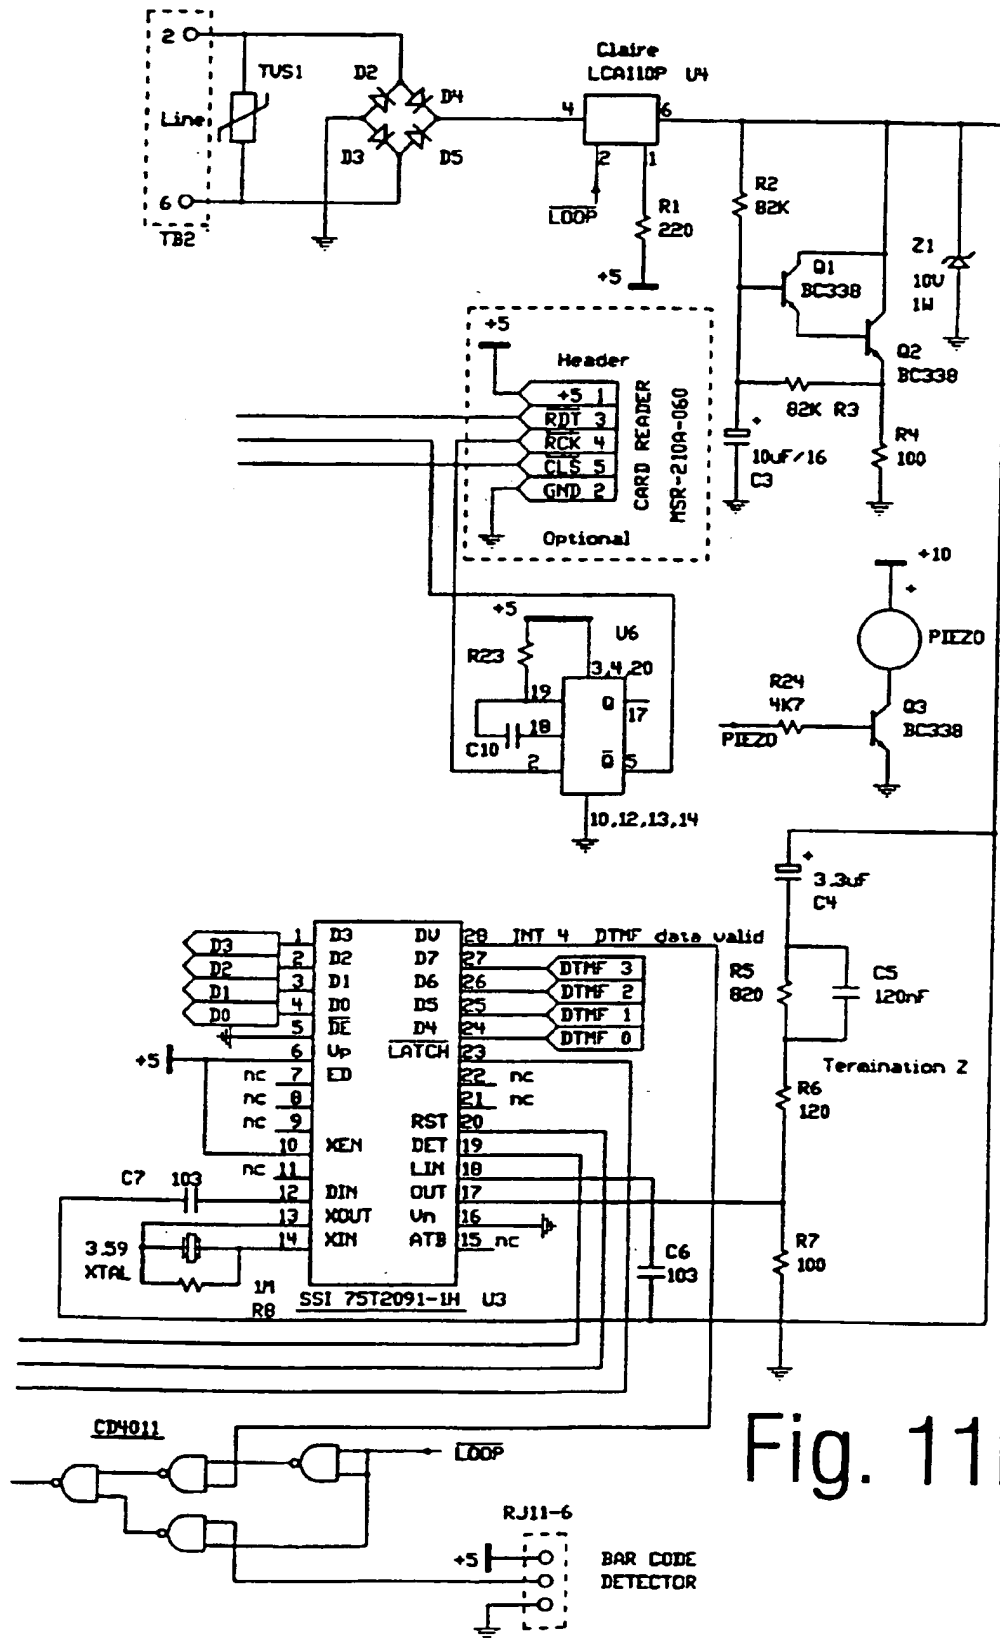 2
TVS1
Line
6
TB2
D2
D4
D3
D5
Claire
LCA110P U4
4
6
2
1
LOOP
R1
220
+5
R2
82K
Q1
BC338
Z1
10V
1W
Q2
BC338
82K R3
10uF/16
C3
R4
100
+5
Header
+5 1
RDT 3
RCK 4
CLS 5
GND 2
CARD READER
MSR-210A-060
Optional
+10
+
PIEZO
R24
4K7
PIEZO
Q3
BC338
+5
U6
R23
3,4,20
19
Q
17
18
C10
2
Q
5
10,12,13,14
+
3.3uF
C4
R5
820
C5
120nF
Termination Z
R6
120
R7
100
D3 1 D3 DV 28 INT 4 DTMF data valid
D2 2 D2 D7 27 DTMF 3
D1 3 D1 D6 26 DTMF 2
D0 4 D0 D5 25 DTMF 1
5 DE D4 24 DTMF 0
+5 6 Vp LATCH 23
nc 7 ED 22 nc
nc 8 21 nc
nc 9 RST 20
10 XEN DET 19
nc 11 LIN 18
12 DIN OUT 17
13 XOUT Vn 16
14 XIN ATB 15 nc
C7 103
3.59
XTAL
1M
R8
SSI 75T2091-1H U3
C6
103
CD4011
LOOP
Fig. 11
RJ11-6
+5
BAR CODE
DETECTOR